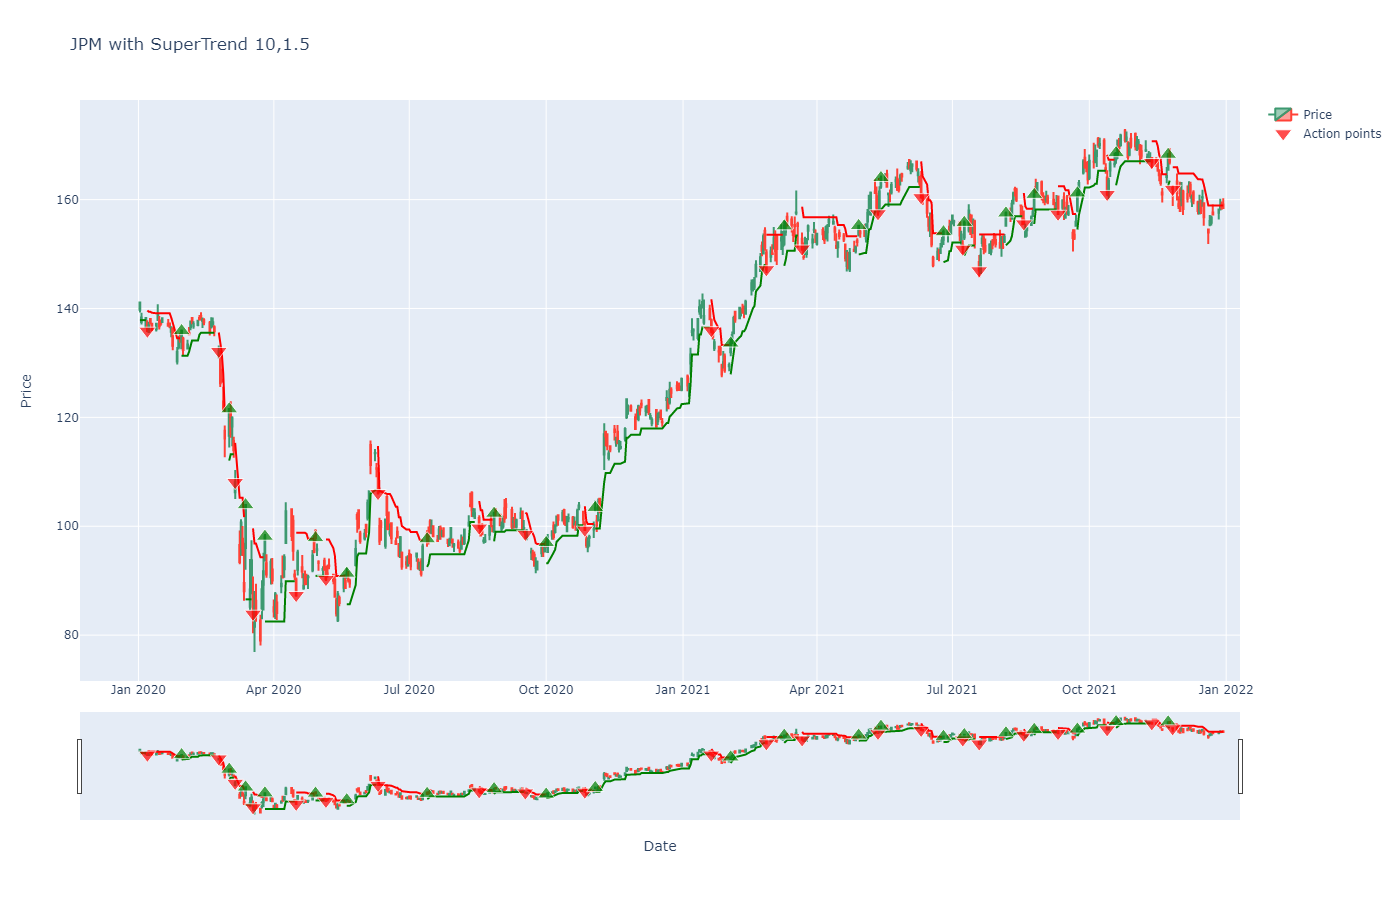 JPM with SuperTrend 10,1.5
Price
Action points
160
140
120
100
80
Price
Jan 2020
Apr 2020
Jul 2020
Oct 2020
Jan 2021
Apr 2021
Jul 2021
Oct 2021
Jan 2022
Date